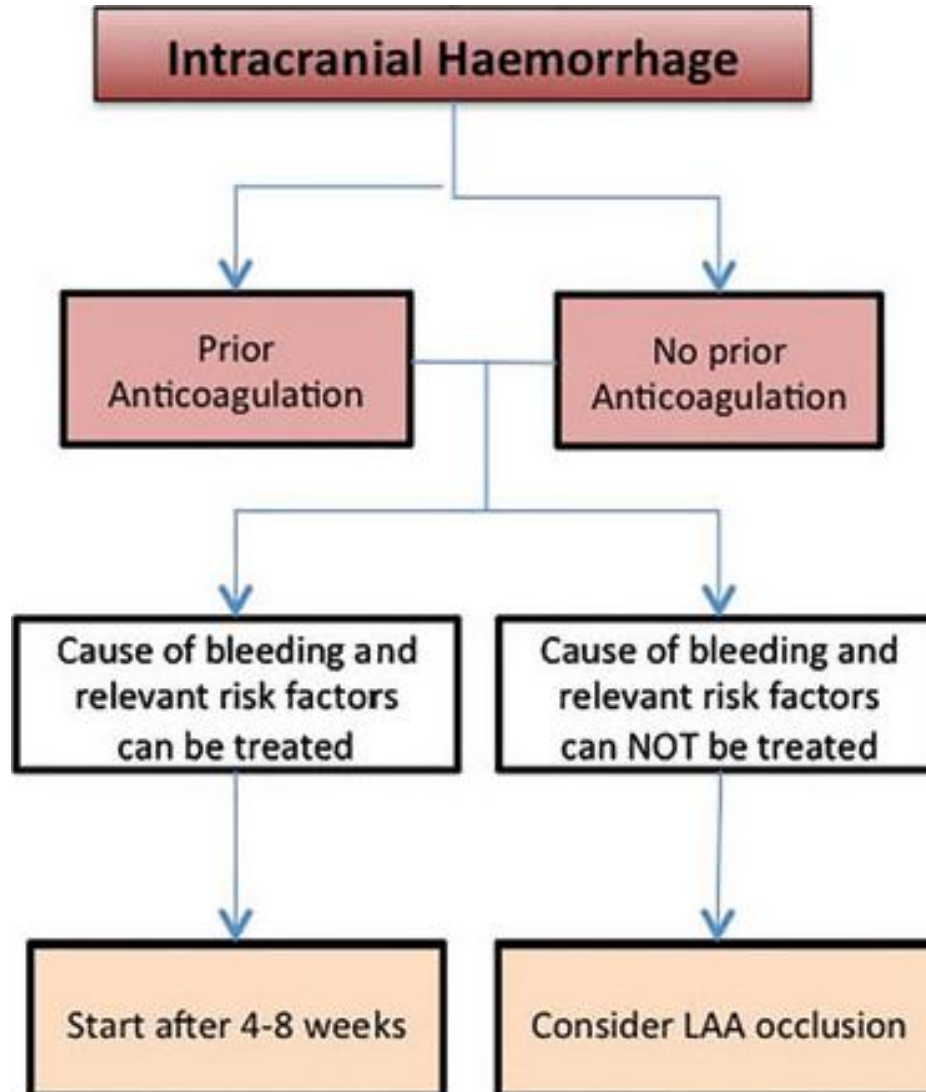 Intracranial Haemorrhage
Prior
Anticoagulation
No prior
Anticoagulation
Cause of bleeding and
relevant risk factors
can be treated
Cause of bleeding and
relevant risk factors
can NOT be treated
Start after 4-8 weeks
Consider LAA occlusion